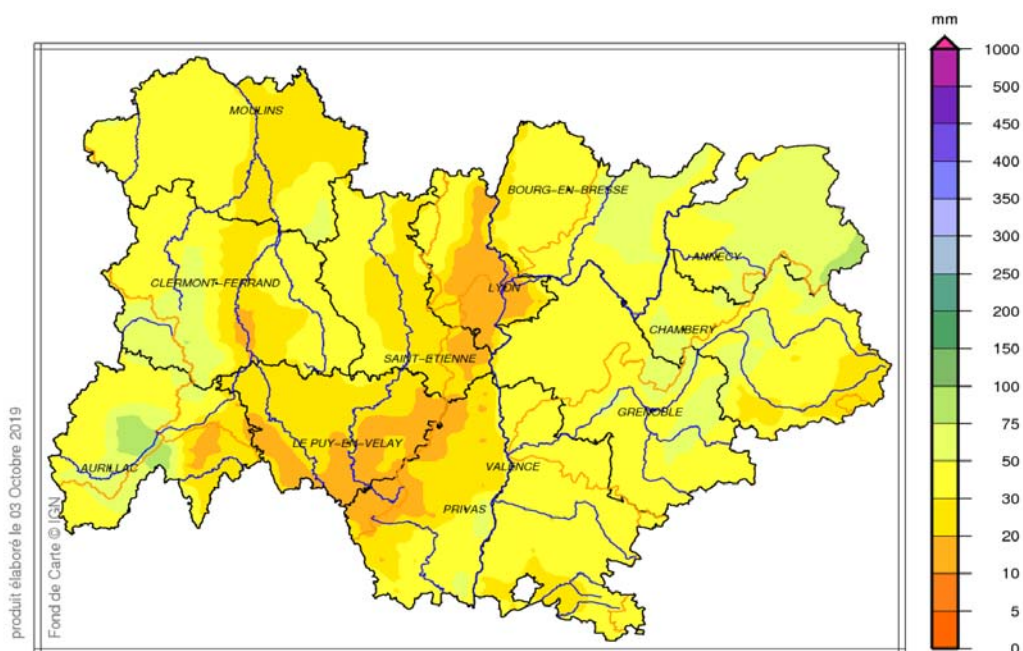 mm
1000
500
450
400
350
300
250
200
150
100
75
50
30
20
10
5
0
MOULINS
BOURG-EN-BRESSE
ANNECY
CLERMONT-FERRAND
LYON
CHAMBERY
SAINT-ETIENNE
GRENOBLE
LE PUY-EN-VELAY
AURILLAC
VALENCE
PRIVAS
produit élaboré le 03 Octobre 2019
Fond de Carte © IGN